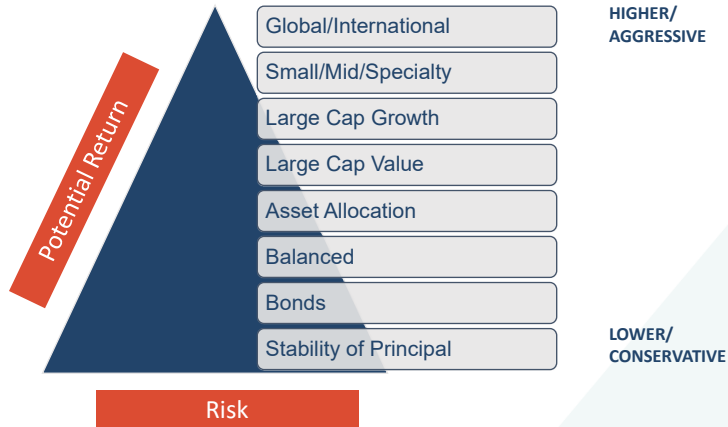 Global/International
Small/Mid/Specialty
Large Cap Growth
Large Cap Value
Asset Allocation
Balanced
Bonds
Stability of Principal
HIGHER/
AGGRESSIVE
LOWER/
CONSERVATIVE
Potential Return
Risk